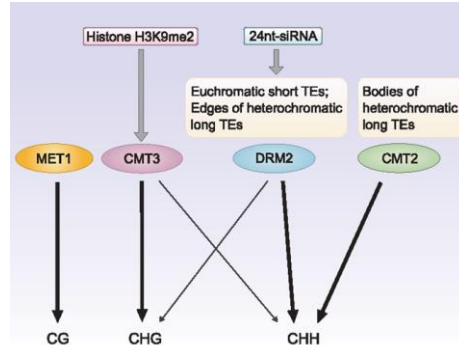 Histone H3K9me2
24nt-siRNA
Euchromatic short TEs;
Edges of heterochromatic
long TEs
Bodies of
heterochromatic
long TEs
MET1
CMT3
DRM2
CMT2
CG
CHG
CHH